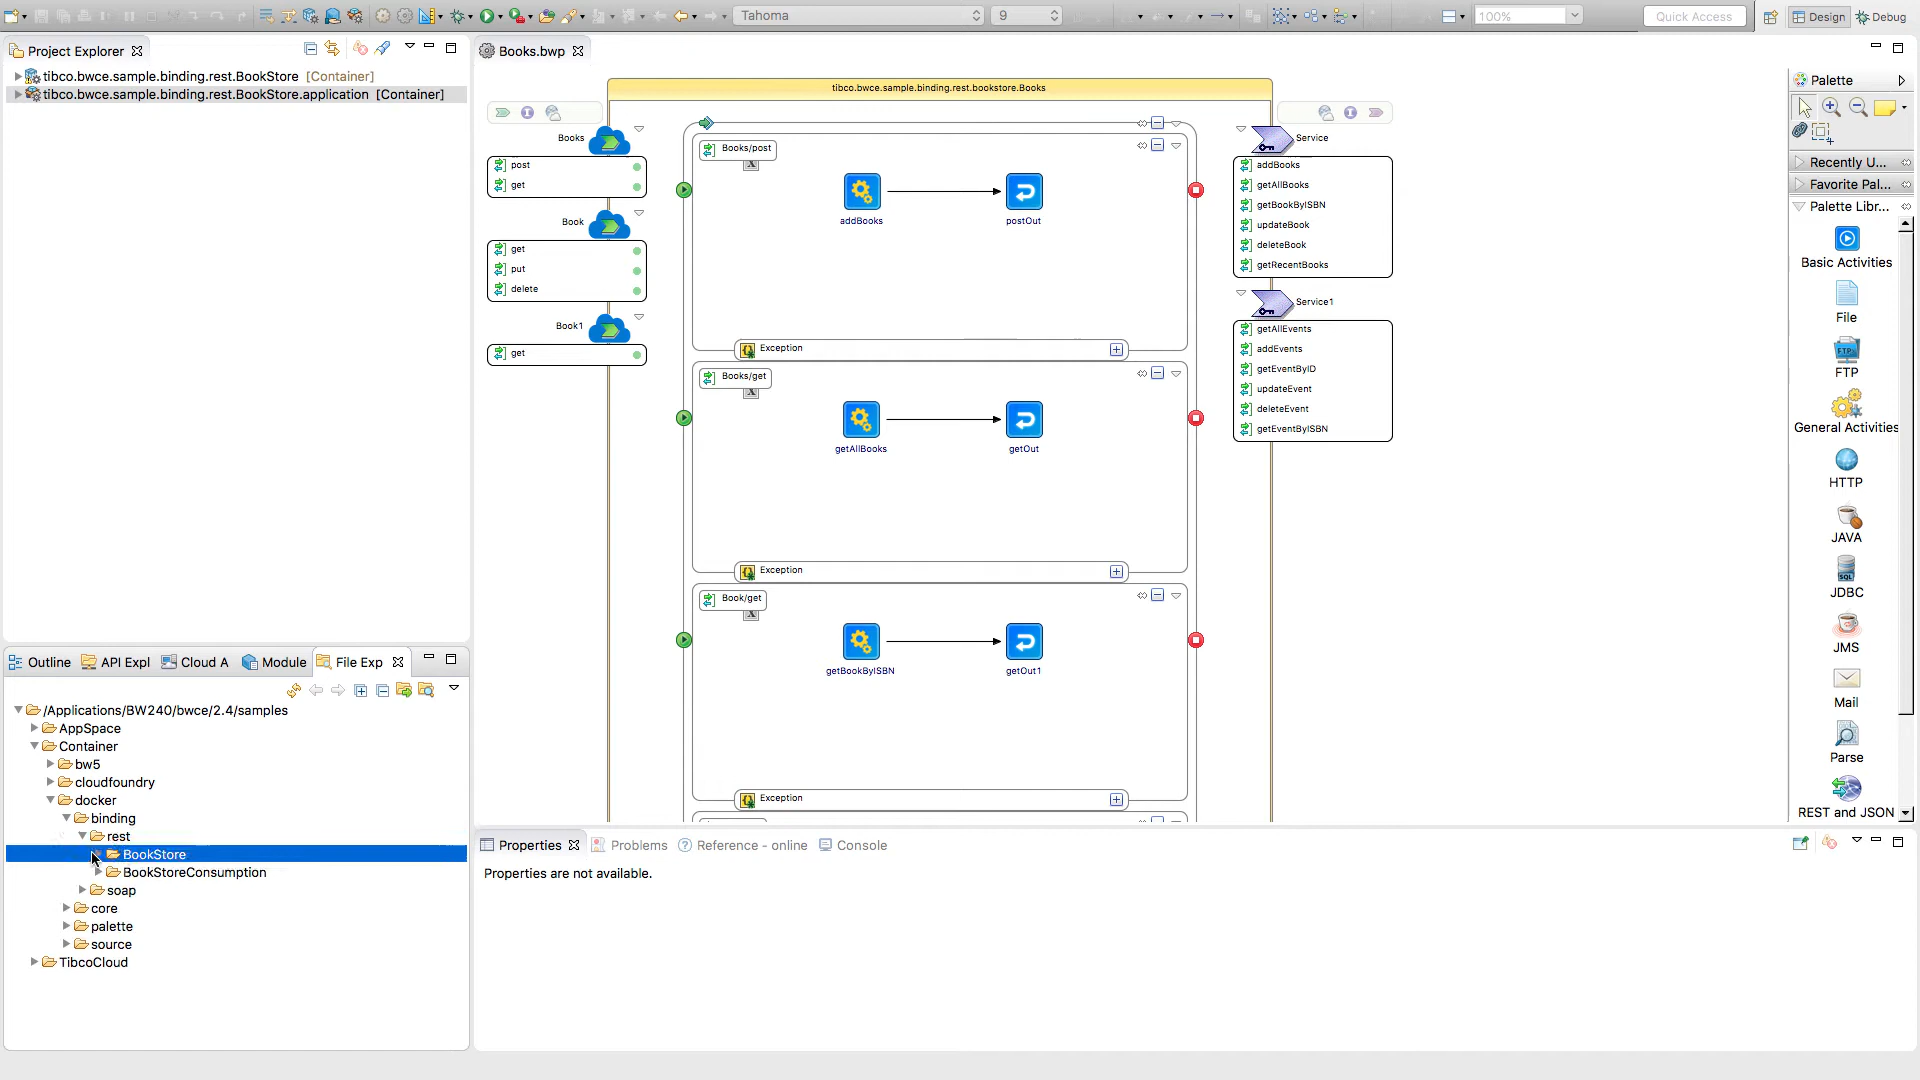 Tahoma
9
100%
Quick Access
Design
Debug
Project Explorer
tibco.bwce.sample.binding.rest.BookStore [Container]
tibco.bwce.sample.binding.rest.BookStore.application [Container]
Books.bwp
tibco.bwce.sample.binding.rest.bookstore.Books
Books
post
get
Book
get
put
delete
Book1
get
Books/post
addBooks
postOut
Exception
Books/get
getAllBooks
getOut
Exception
Book/get
getBookByISBN
getOut1
Exception
Service
addBooks
getAllBooks
getBookByISBN
updateBook
deleteBook
getRecentBooks
Service1
getAllEvents
addEvents
getEventByID
updateEvent
deleteEvent
getEventByISBN
Palette
Recently U...
Favorite Pal...
Palette Libr...
Basic Activities
File
FTP
General Activities
HTTP
JAVA
JDBC
JMS
Mail
Parse
REST and JSON
Outline
API Expl
Cloud A
Module
File Exp
/Applications/BW240/bwce/2.4/samples
AppSpace
Container
bw5
cloudfoundry
docker
binding
rest
BookStore
BookStoreConsumption
soap
core
palette
source
TibcoCloud
Properties
Problems
Reference - online
Console
Properties are not available.